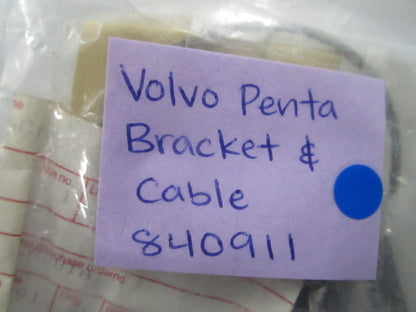 Volvo Penta
Bracket &
Cable
840911